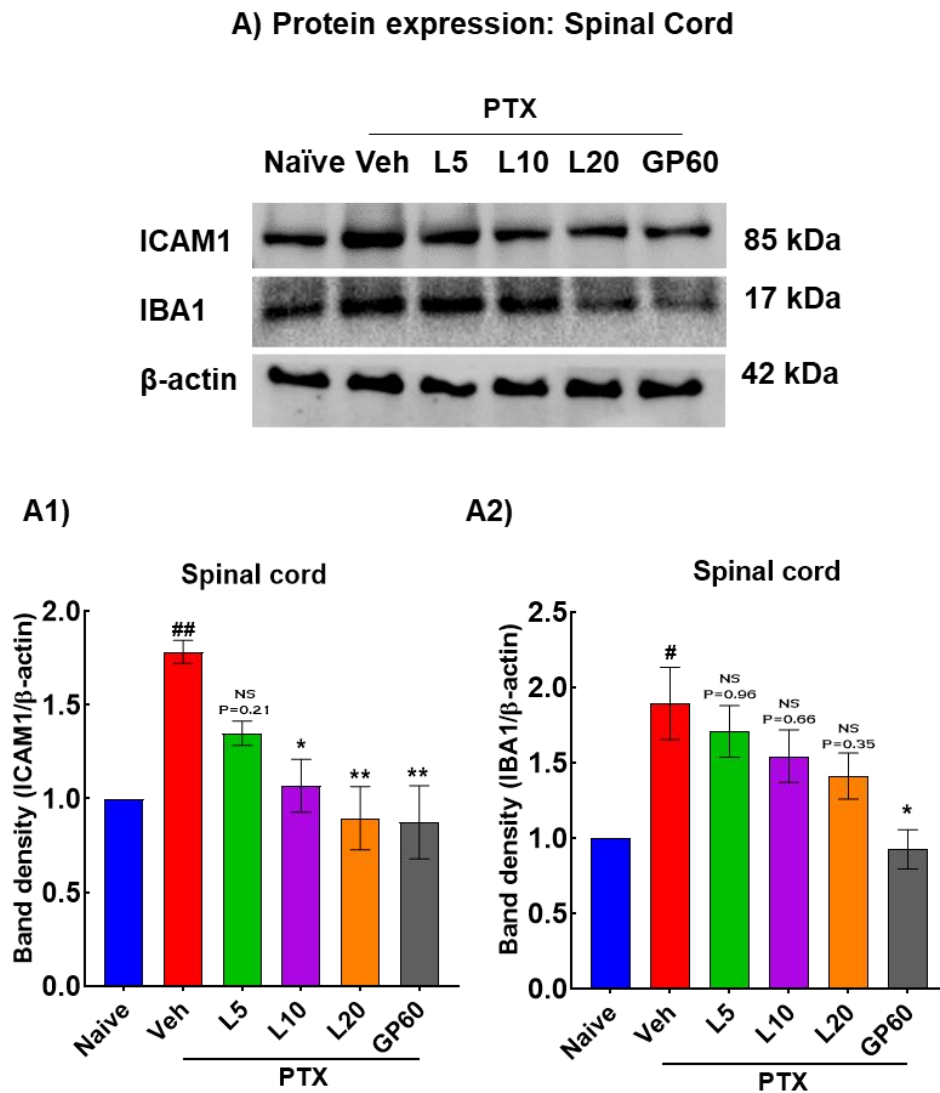 A) Protein expression: Spinal Cord
PTX
Naïve Veh L5 L10 L20 GP60
ICAM1 85 kDa
IBA1 17 kDa
β-actin 42 kDa
A1)
Spinal cord
Band density (ICAM1/β-actin)
2.0
1.5
1.0
0.5
0.0
##
NS
P=0.21
*
**
**
Naive Veh L5 L10 L20 GP60
PTX
A2)
Spinal cord
Band density (IBA1/β-actin)
2.5
2.0
1.5
1.0
0.5
0.0
#
NS
P=0.96
NS
P=0.66
NS
P=0.35
*
Naive Veh L5 L10 L20 GP60
PTX